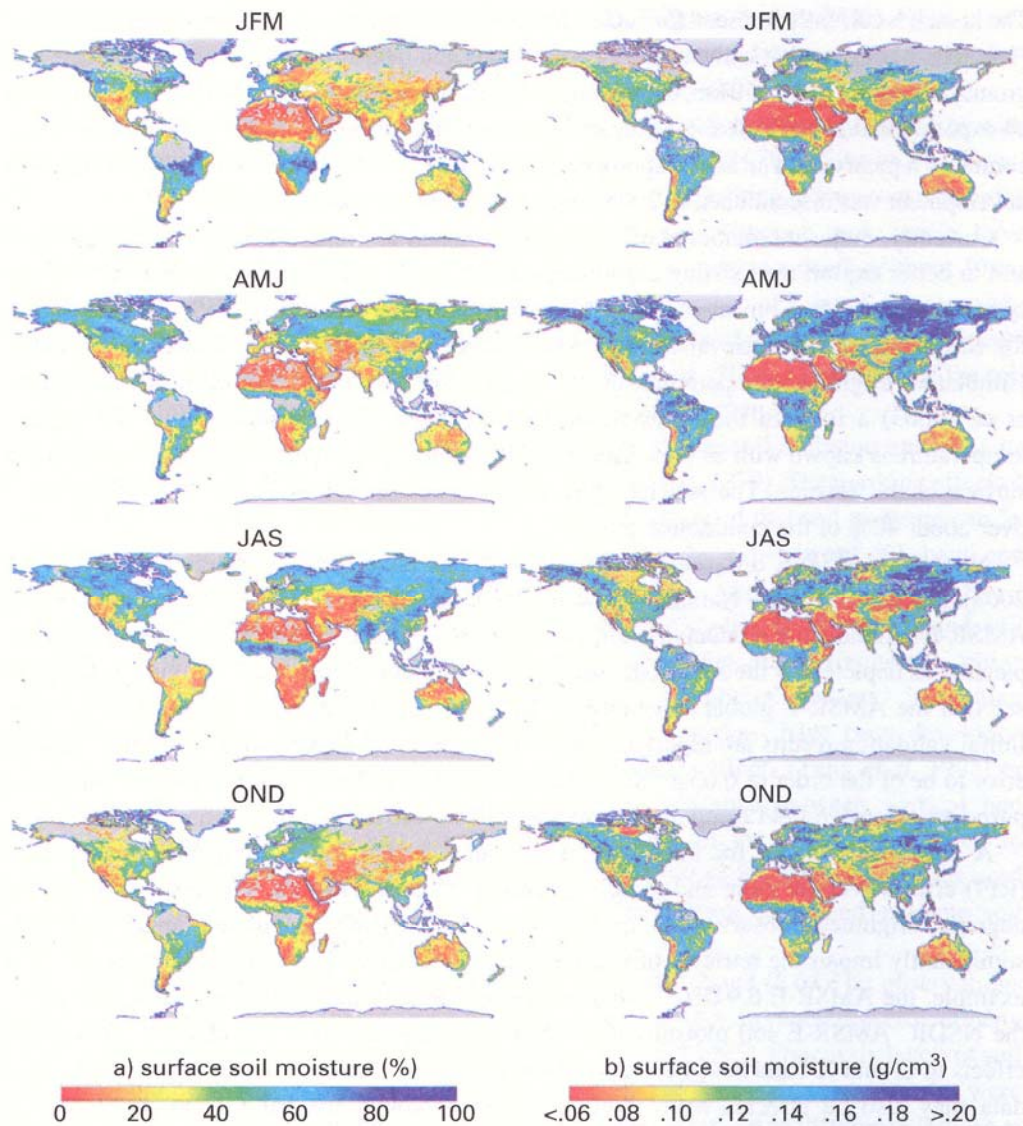 JFM
JFM
AMJ
AMJ
JAS
JAS
OND
OND
a) surface soil moisture (%)
0 20 40 60 80 100
b) surface soil moisture (g/cm³)
<.06 .08 .10 .12 .14 .16 .18 >.20